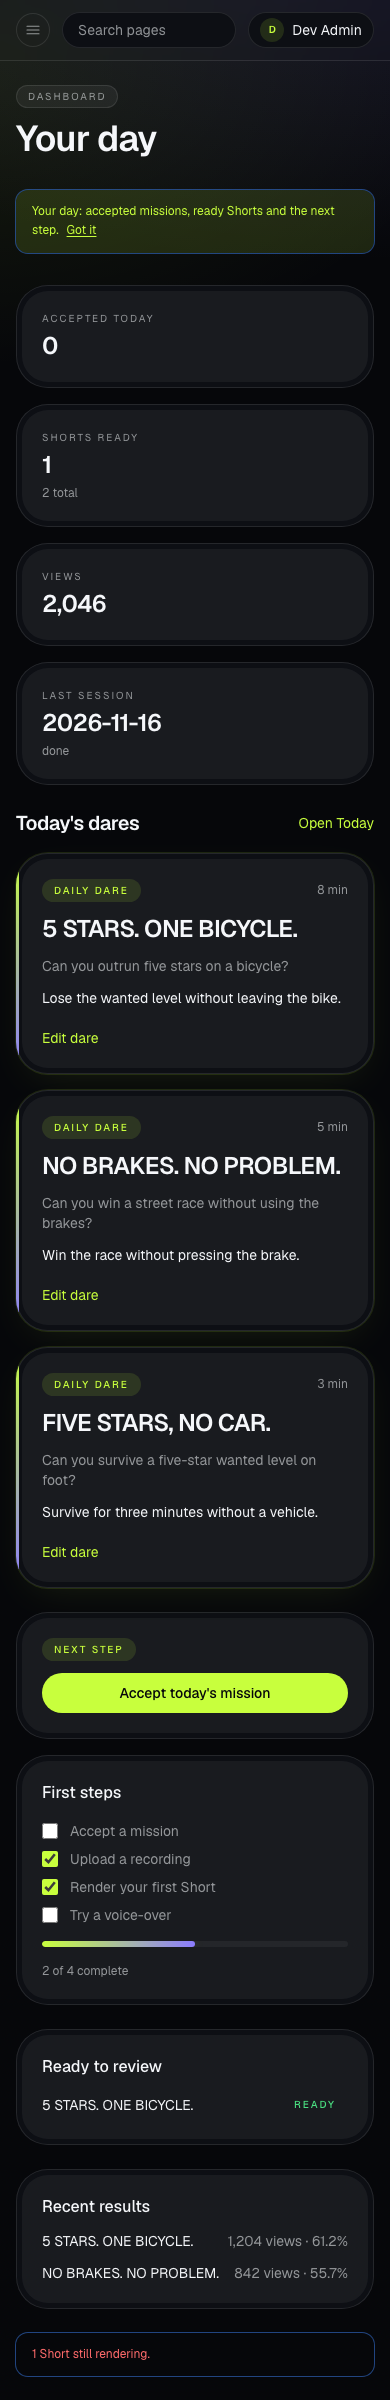 Search pages
D
Dev Admin
DASHBOARD
Your day
Your day: accepted missions, ready Shorts and the next
step. Got it
ACCEPTED TODAY
0
SHORTS READY
1
2 total
VIEWS
2,046
LAST SESSION
2026-11-16
done
Today's dares
Open Today
DAILY DARE
8 min
5 STARS. ONE BICYCLE.
Can you outrun five stars on a bicycle?
Lose the wanted level without leaving the bike.
Edit dare
DAILY DARE
5 min
NO BRAKES. NO PROBLEM.
Can you win a street race without using the
brakes?
Win the race without pressing the brake.
Edit dare
DAILY DARE
3 min
FIVE STARS, NO CAR.
Can you survive a five-star wanted level on
foot?
Survive for three minutes without a vehicle.
Edit dare
NEXT STEP
Accept today's mission
First steps
Accept a mission
Upload a recording
Render your first Short
Try a voice-over
2 of 4 complete
Ready to review
5 STARS. ONE BICYCLE.
READY
Recent results
5 STARS. ONE BICYCLE.
1,204 views · 61.2%
NO BRAKES. NO PROBLEM.
842 views · 55.7%
1 Short still rendering.